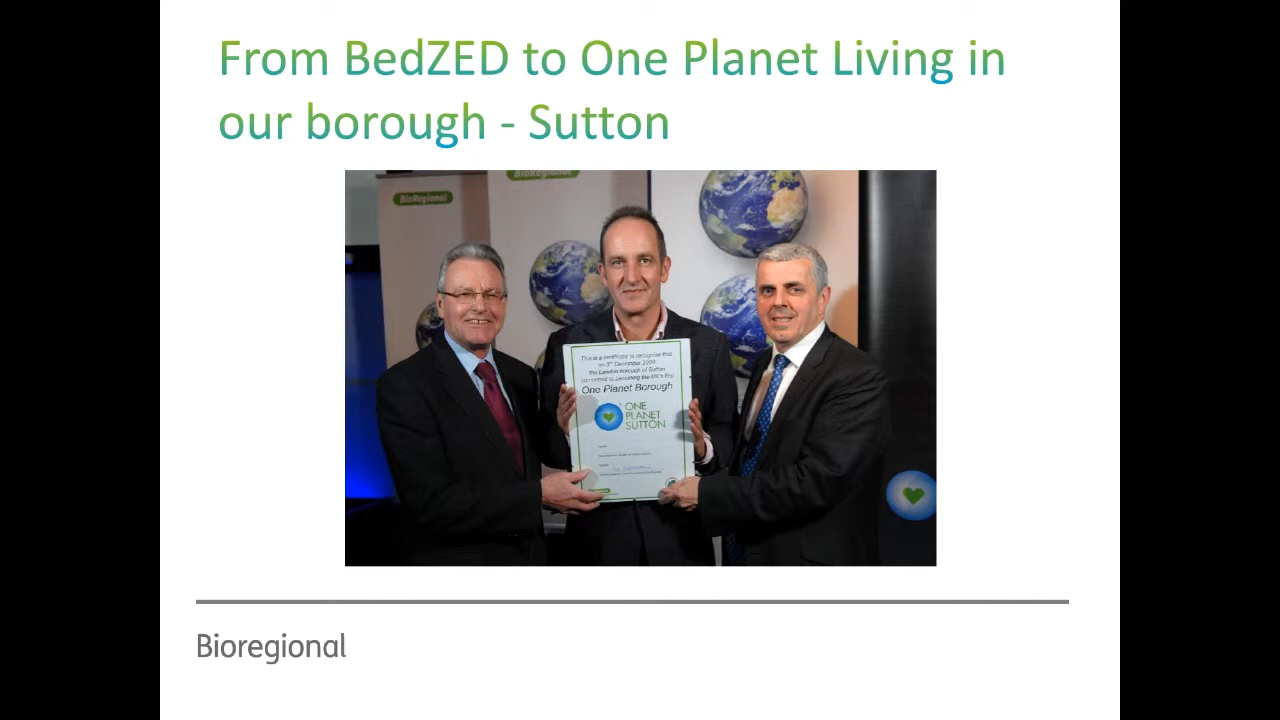 From BedZED to One Planet Living in
our borough - Sutton
BioRegional
BioRegional
This is a certificate to recognise that
the London borough of Sutton
committed to becoming the UK's first
One Planet Borough
ONE
PLANET
SUTTON
Bioregional